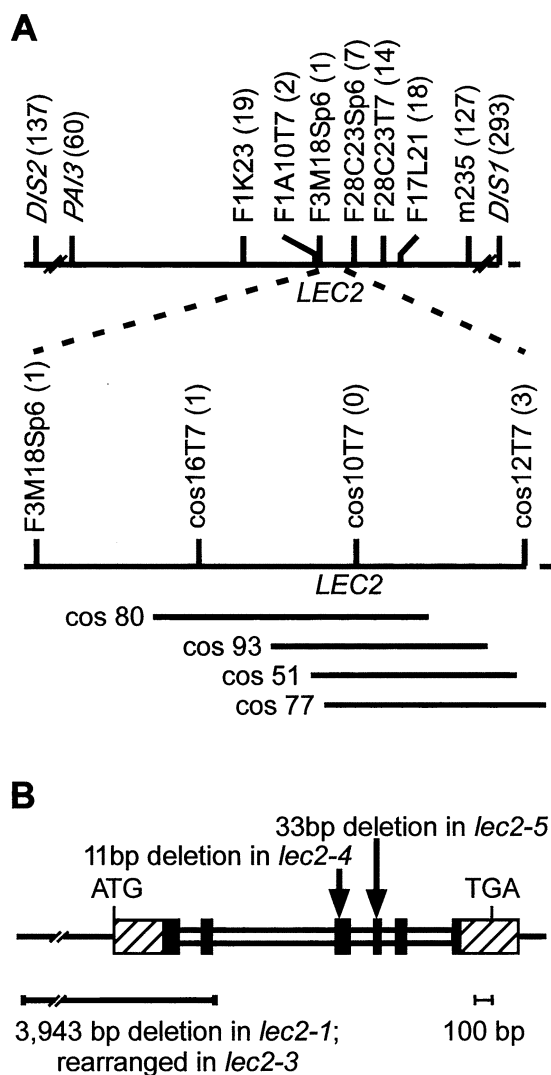 A
DIS2 (137)
PAI3 (60)
F1K23 (19)
F1A10T7 (2)
F3M18Sp6 (1)
F28C23Sp6 (7)
F28C23T7 (14)
F17L21 (18)
m235 (127)
DIS1 (293)
LEC2
F3M18Sp6 (1)
cos16T7 (1)
cos10T7 (0)
cos12T7 (3)
LEC2
cos 80
cos 93
cos 51
cos 77
B
33bp deletion in lec2-5
11bp deletion in lec2-4
ATG
TGA
3,943 bp deletion in lec2-1;
rearranged in lec2-3
100 bp